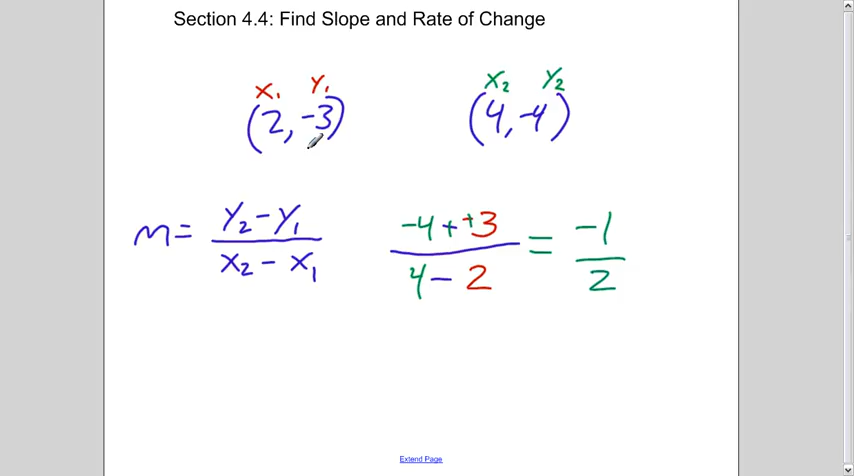 Section 4.4: Find Slope and Rate of Change
x₁ y₁ x₂ y₂
(2, -3) (4, -4)
m = (y₂ - y₁)/(x₂ - x₁) (-4 + +3)/(4 - 2) = -1/2
Extend Page